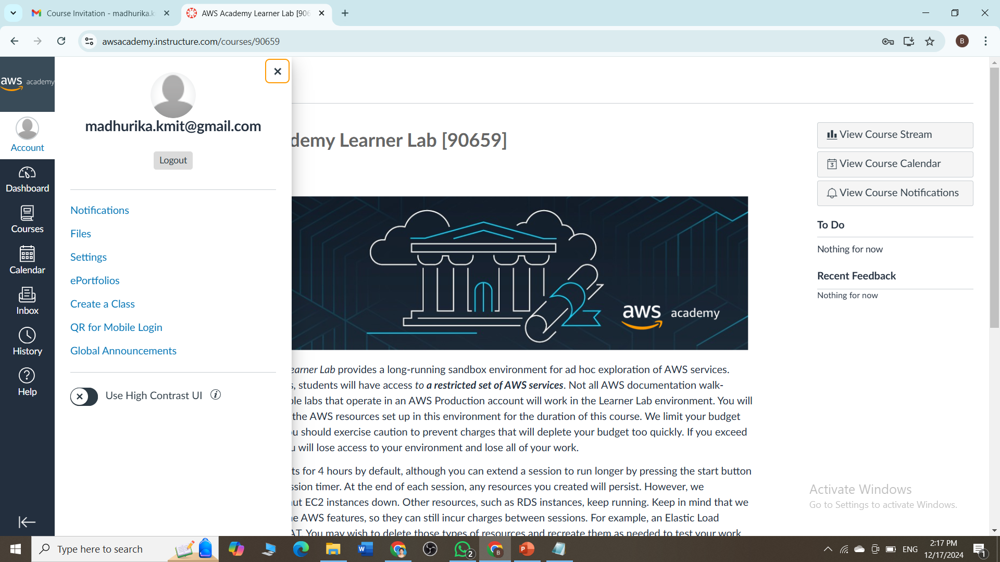 Course Invitation - madhurika.k
AWS Academy Learner Lab [906
awsacademy.instructure.com/courses/90659
B
aws academy
Account
Dashboard
Courses
Calendar
Inbox
History
Help
madhurika.kmit@gmail.com
Logout
Notifications
Files
Settings
ePortfolios
Create a Class
QR for Mobile Login
Global Announcements
Use High Contrast UI
demy Learner Lab [90659]
aws academy
earner Lab provides a long-running sandbox environment for ad hoc exploration of AWS services.
s, students will have access to a restricted set of AWS services. Not all AWS documentation walk-
ble labs that operate in an AWS Production account will work in the Learner Lab environment. You will
the AWS resources set up in this environment for the duration of this course. We limit your budget
u should exercise caution to prevent charges that will deplete your budget too quickly. If you exceed
u will lose access to your environment and lose all of your work.
ts for 4 hours by default, although you can extend a session to run longer by pressing the start button
ssion timer. At the end of each session, any resources you created will persist. However, we
ut EC2 instances down. Other resources, such as RDS instances, keep running. Keep in mind that we
e AWS features, so they can still incur charges between sessions. For example, an Elastic Load
AT. You may wish to delete those types of resources and recreate them as needed to test your work
View Course Stream
3 View Course Calendar
View Course Notifications
To Do
Nothing for now
Recent Feedback
Nothing for now
Activate Windows
Go to Settings to activate Windows.
Type here to search
W
2
B
P
ENG
2:17 PM
12/17/2024
1